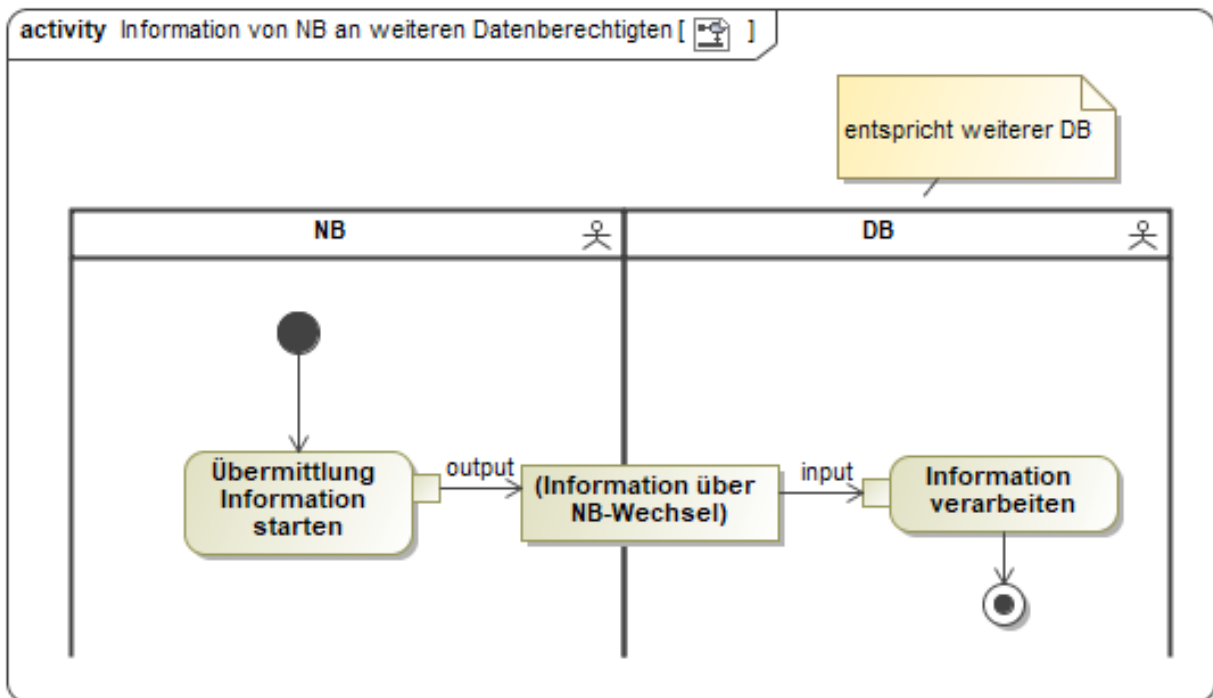 activity Information von NB an weiteren Datenberechtigten [ ]
entspricht weiterer DB
NB
DB
Übermittlung
Information
starten
output
(Information über
NB-Wechsel)
input
Information
verarbeiten